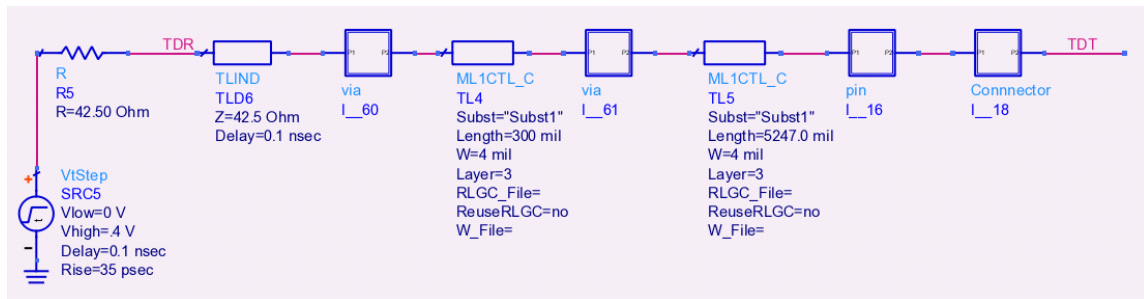 TDR
TDT
P1
P2
P1
P2
P1
P2
P1
P2
R
R5
R=42.50 Ohm
TLIND
TLD6
Z=42.5 Ohm
Delay=0.1 nsec
via
I__60
ML1CTL_C
TL4
Subst="Subst1"
Length=300 mil
W=4 mil
Layer=3
RLGC_File=
ReuseRLGC=no
W_File=
via
I__61
ML1CTL_C
TL5
Subst="Subst1"
Length=5247.0 mil
W=4 mil
Layer=3
RLGC_File=
ReuseRLGC=no
W_File=
pin
I__16
Connnector
I__18
+
VtStep
SRC5
Vlow=0 V
Vhigh=.4 V
Delay=0.1 nsec
Rise=35 psec